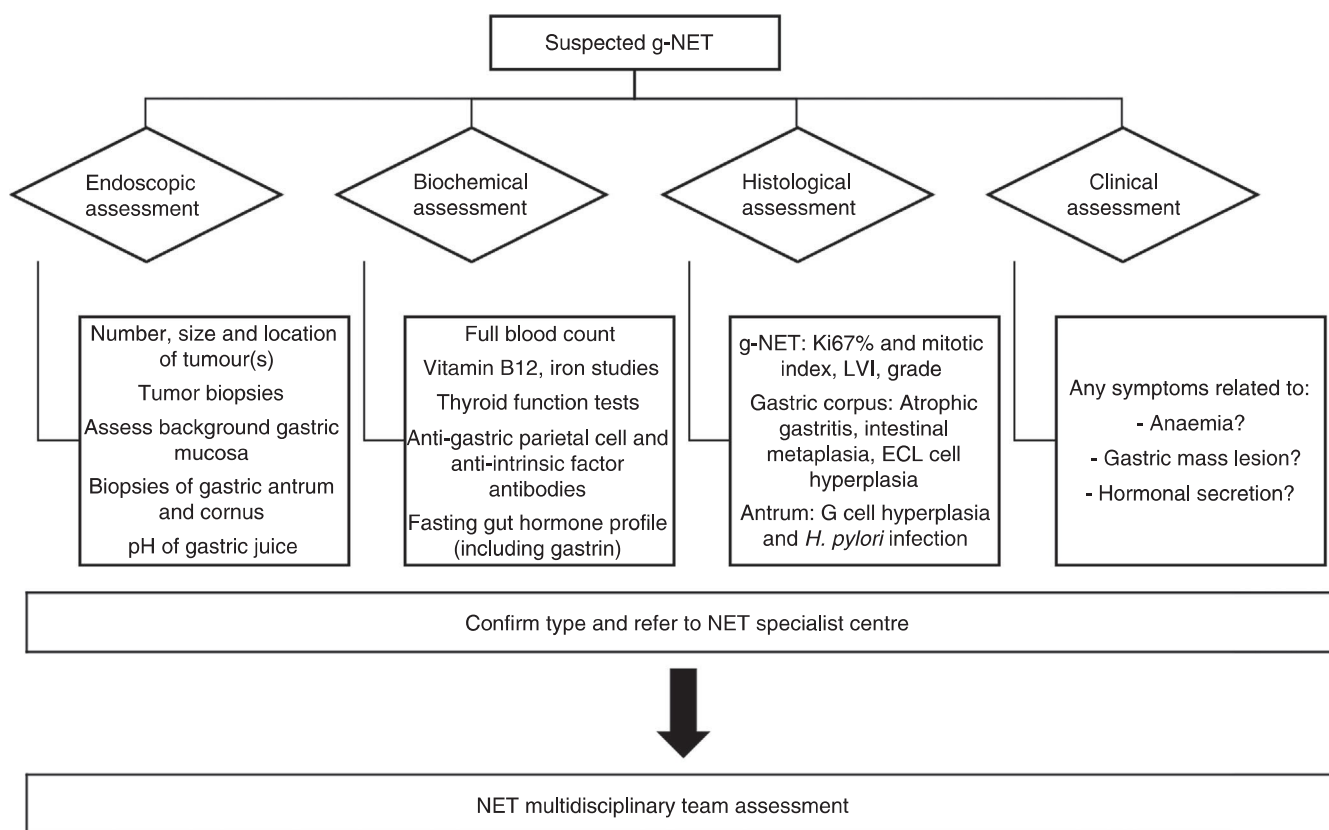 Suspected g-NET
Endoscopic
assessment
Biochemical
assessment
Histological
assessment
Clinical
assessment
Number, size and location
of tumour(s)
Tumor biopsies
Assess background gastric
mucosa
Biopsies of gastric antrum
and cornus
pH of gastric juice
Full blood count
Vitamin B12, iron studies
Thyroid function tests
Anti-gastric parietal cell and
anti-intrinsic factor
antibodies
Fasting gut hormone profile
(including gastrin)
g-NET: Ki67% and mitotic
index, LVI, grade
Gastric corpus: Atrophic
gastritis, intestinal
metaplasia, ECL cell
hyperplasia
Antrum: G cell hyperplasia
and H. pylori infection
Any symptoms related to:
- Anaemia?
- Gastric mass lesion?
- Hormonal secretion?
Confirm type and refer to NET specialist centre
NET multidisciplinary team assessment